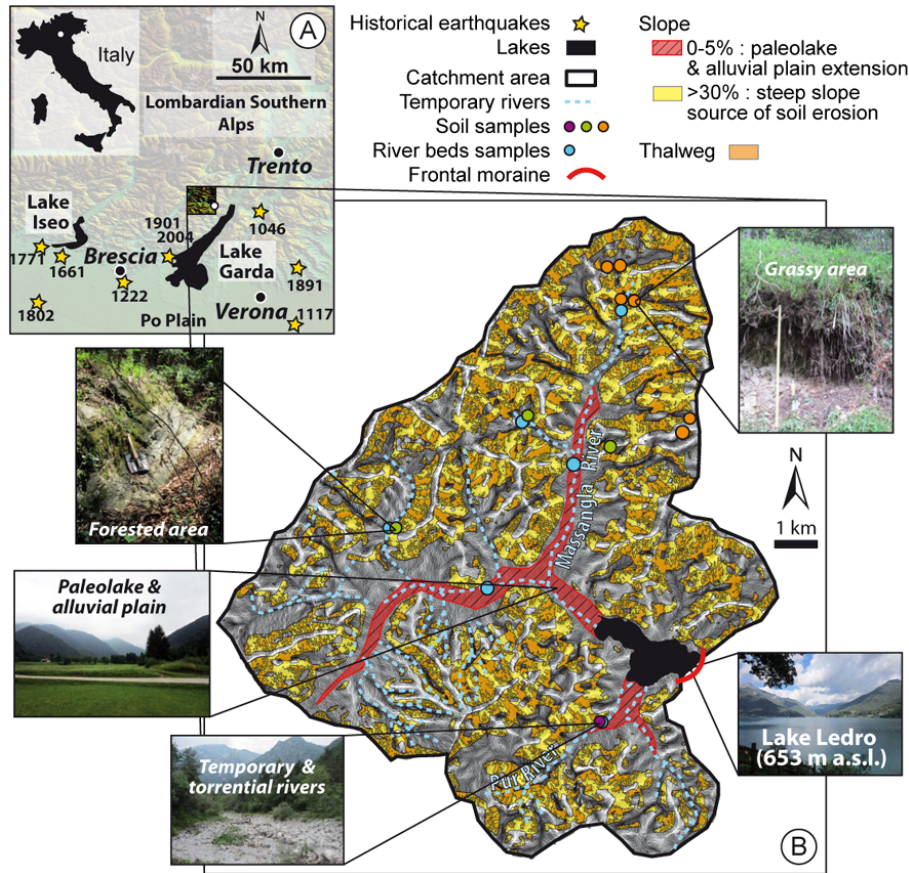 A
Italy
N
50 km
Lombardian Southern
Alps
Trento
Lake
Iseo
1901
2004
1046
1771
1661
Brescia
Lake
Garda
1222
1891
1802
Po Plain
Verona
1117
Historical earthquakes
Lakes
Catchment area
Temporary rivers
Soil samples
River beds samples
Frontal moraine
Slope
0-5% : paleolake
& alluvial plain extension
>30% : steep slope
source of soil erosion
Thalweg
Grassy area
Forested area
Massangla River
N
1 km
Paleolake &
alluvial plain
Lake Ledro
(653 m a.s.l.)
Temporary &
torrential rivers
Pur River
B